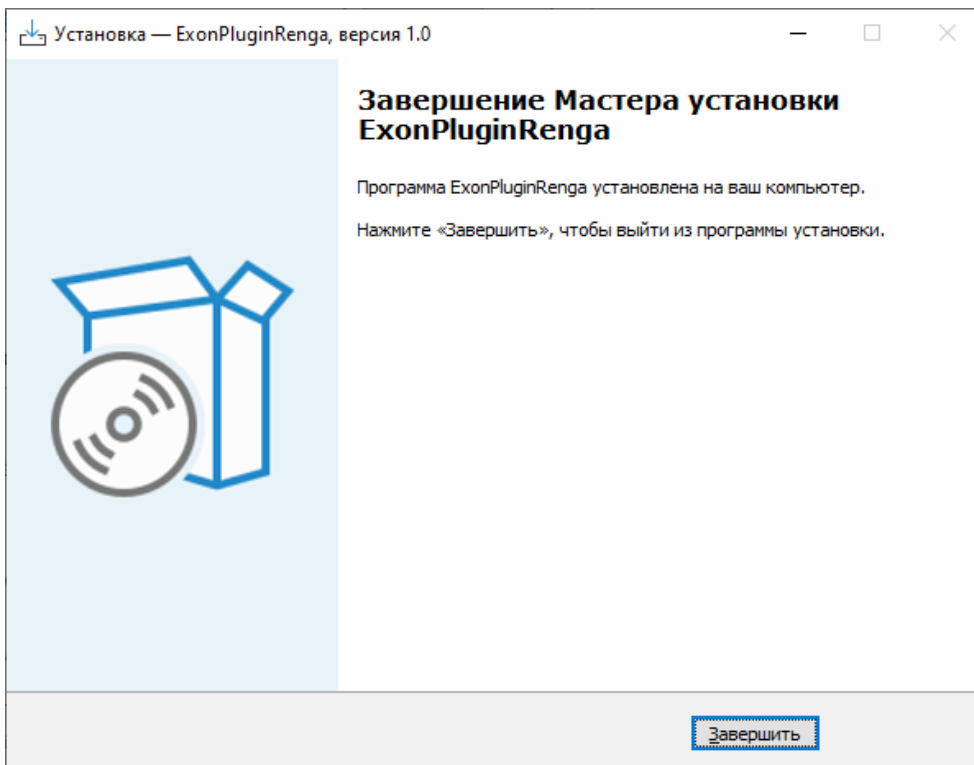 Установка — ExonPluginRenga, версия 1.0
Завершение Мастера установки
ExonPluginRenga
Программа ExonPluginRenga установлена на ваш компьютер.
Нажмите «Завершить», чтобы выйти из программы установки.
Завершить